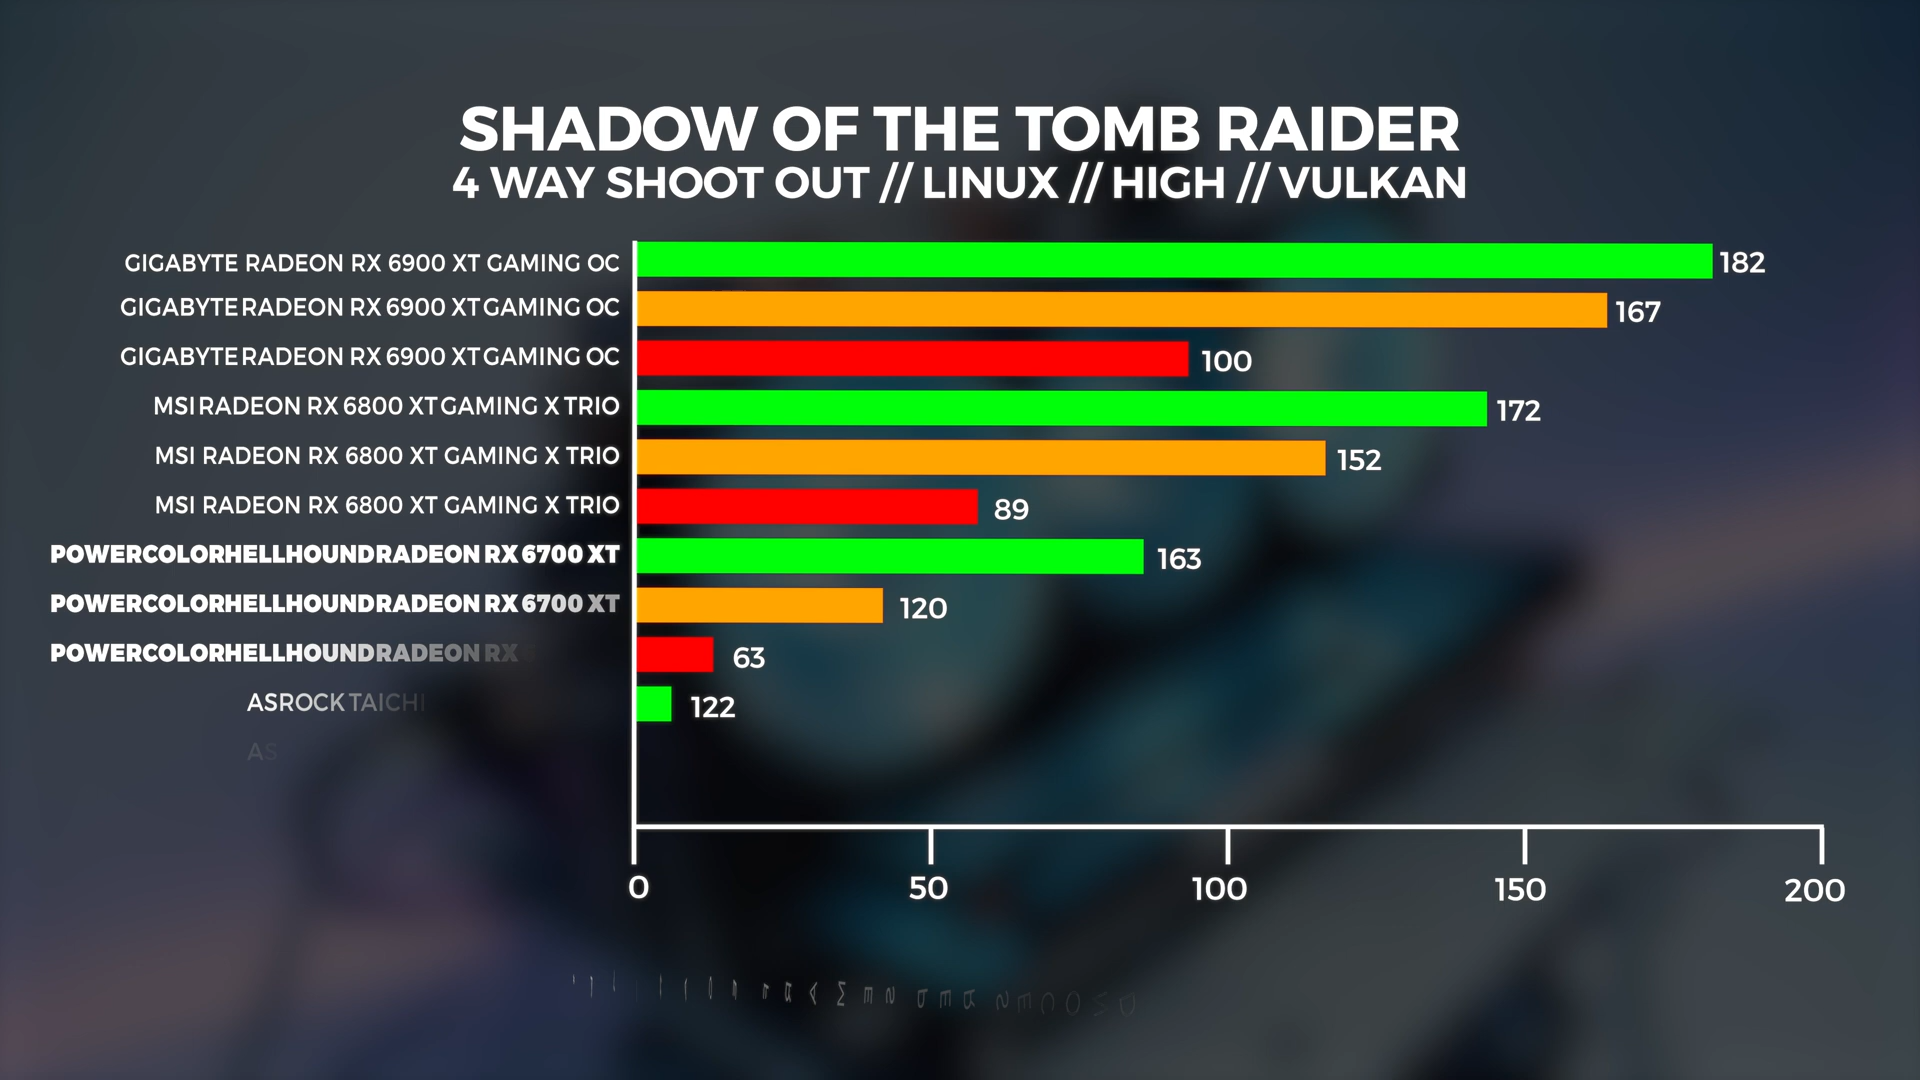 SHADOW OF THE TOMB RAIDER
4 WAY SHOOT OUT // LINUX // HIGH // VULKAN
GIGABYTE RADEON RX 6900 XT GAMING OC 182
GIGABYTE RADEON RX 6900 XT GAMING OC 167
GIGABYTE RADEON RX 6900 XT GAMING OC 100
MSI RADEON RX 6800 XT GAMING X TRIO 172
MSI RADEON RX 6800 XT GAMING X TRIO 152
MSI RADEON RX 6800 XT GAMING X TRIO 89
POWERCOLOR HELLHOUND RADEON RX 6700 XT 163
POWERCOLOR HELLHOUND RADEON RX 6700 XT 120
POWERCOLOR HELLHOUND RADEON RX 63
ASROCK TAICHI 122
AS
0 50 100 150 200